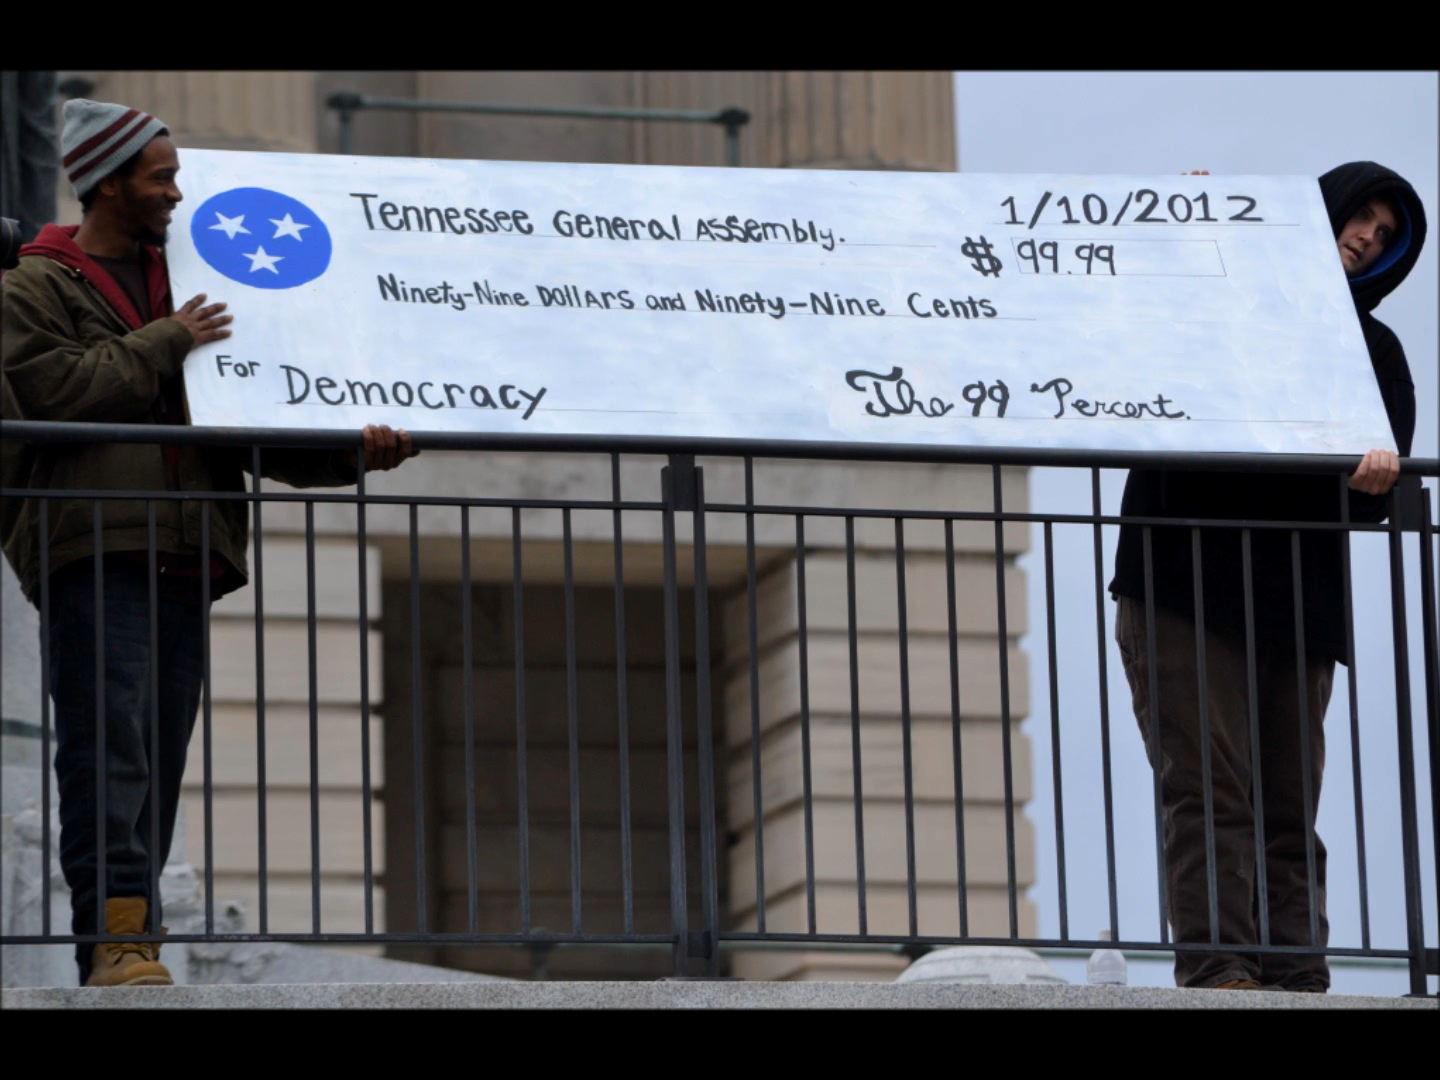 Tennessee General Assembly.
1/10/2012
$ 99.99
Ninety-Nine Dollars and Ninety-Nine Cents
For Democracy
The 99 Percent.